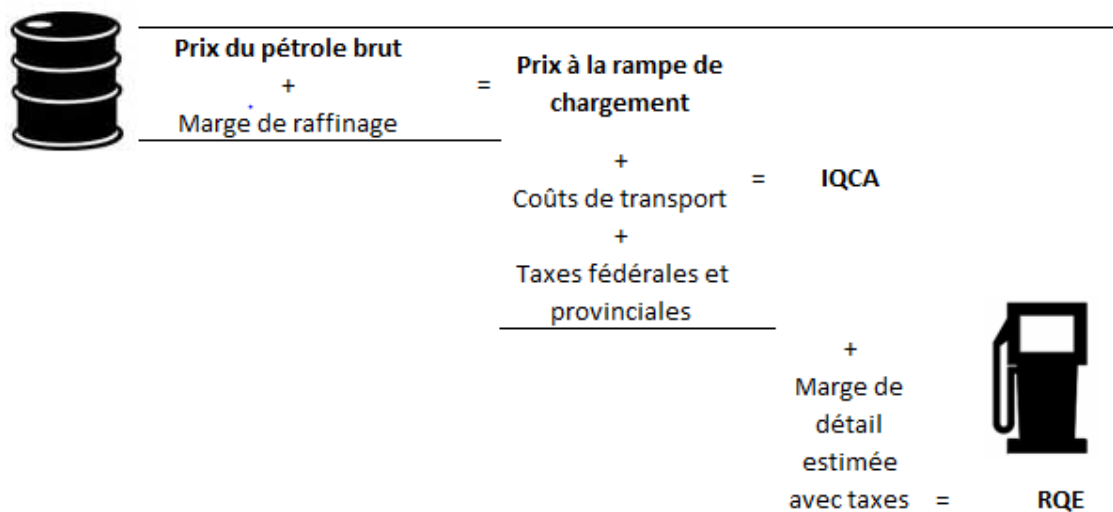 Prix du pétrole brut
+
Marge de raffinage
=
Prix à la rampe de
chargement
+
Coûts de transport
+
Taxes fédérales et
provinciales
=
IQCA
+
Marge de
détail
estimée
avec taxes
=
RQE